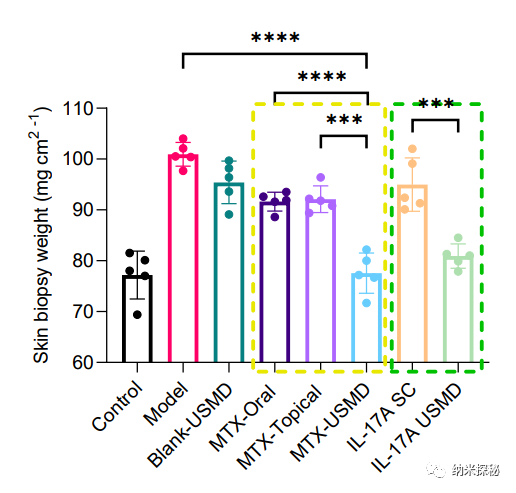 ****
****
***
***
Skin biopsy weight (mg cm⁻¹)
110
100
90
80
70
60
Control
Model
Blank-USMD
MTX-Oral
MTX-Topical
MTX-USMD
IL-17A SC
IL-17A USMD
纳米探秘